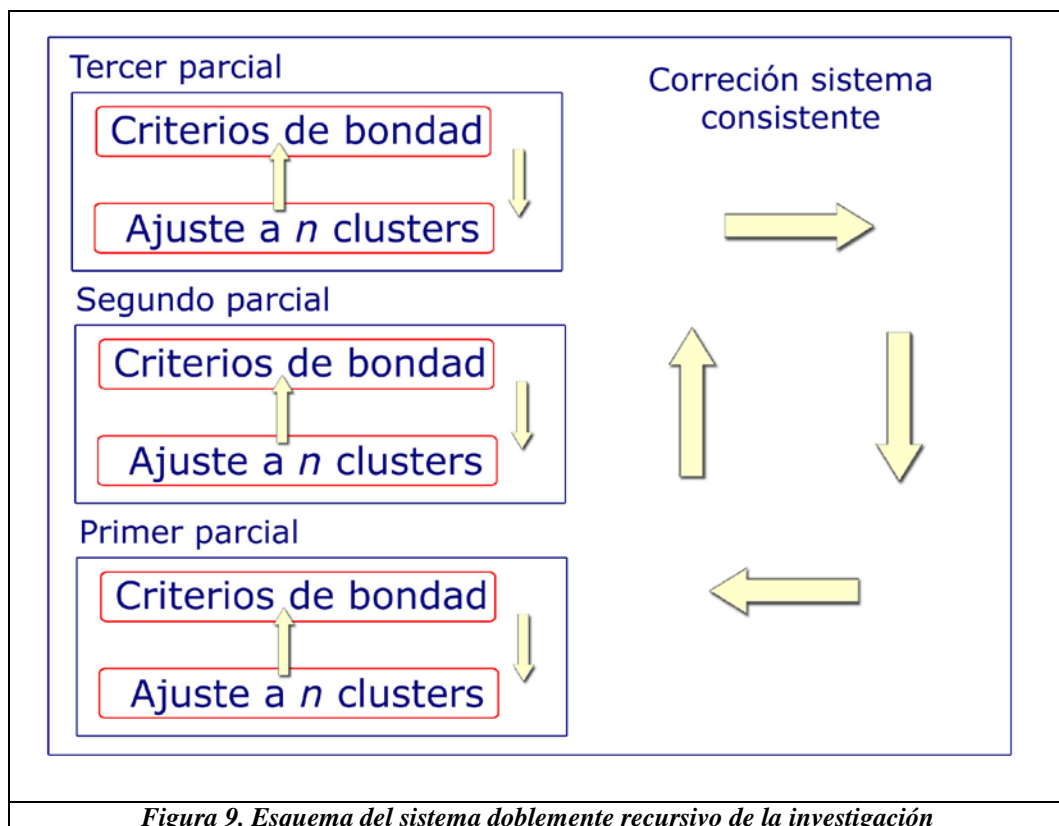 Tercer parcial
Criterios de bondad
Ajuste a n clusters
Correción sistema
consistente
Segundo parcial
Criterios de bondad
Ajuste a n clusters
Primer parcial
Criterios de bondad
Ajuste a n clusters
Figura 9. Esquema del sistema doblemente recursivo de la investigación